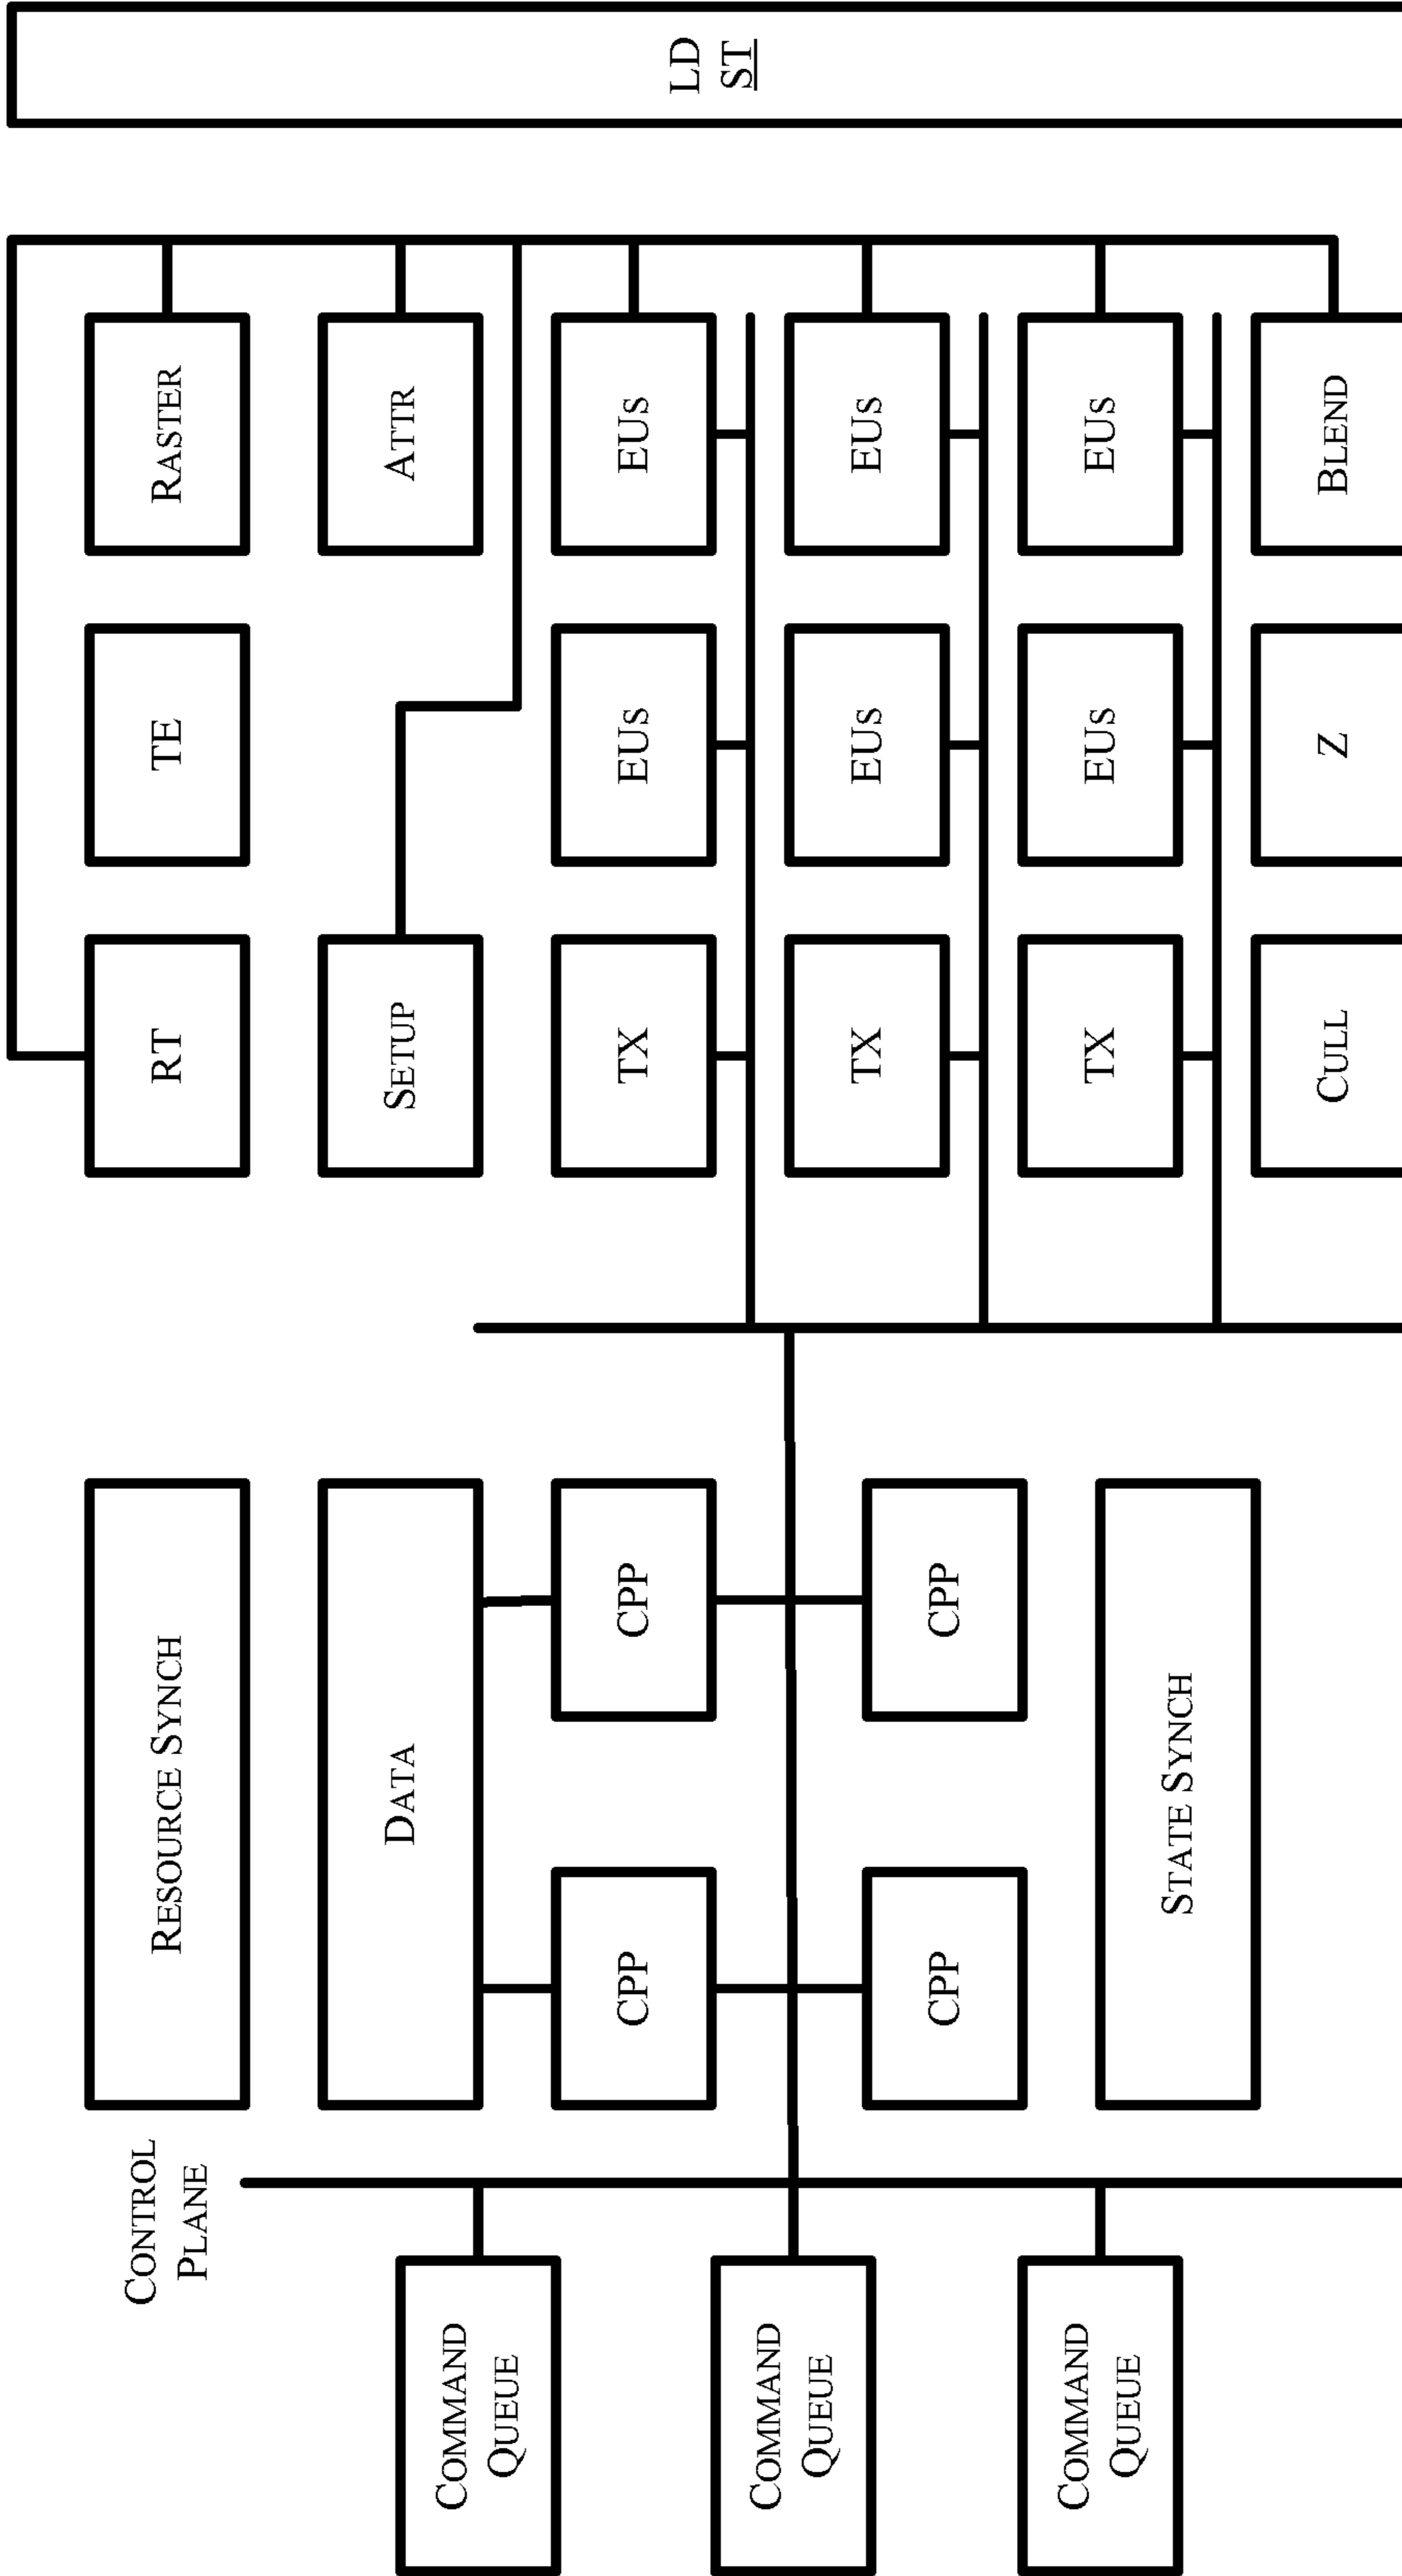 Control
Plane
Resource Synch
RT
TE
Raster
Data
Setup
Attr
Command
Queue
CPP
CPP
TX
EUs
EUs
LD
ST
Command
Queue
TX
EUs
EUs
CPP
CPP
Command
Queue
TX
EUs
EUs
State Synch
Cull
Z
Blend